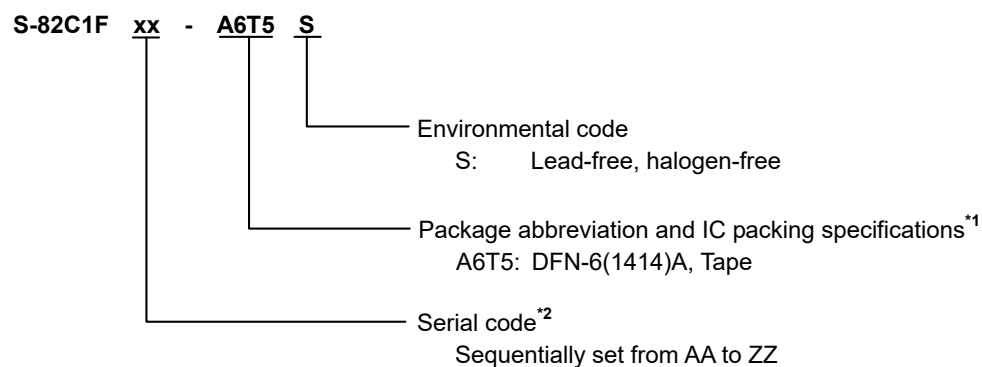 S-82C1F xx - A6T5 S
Environmental code
S: Lead-free, halogen-free
Package abbreviation and IC packing specifications*1
A6T5: DFN-6(1414)A, Tape
Serial code*2
Sequentially set from AA to ZZ